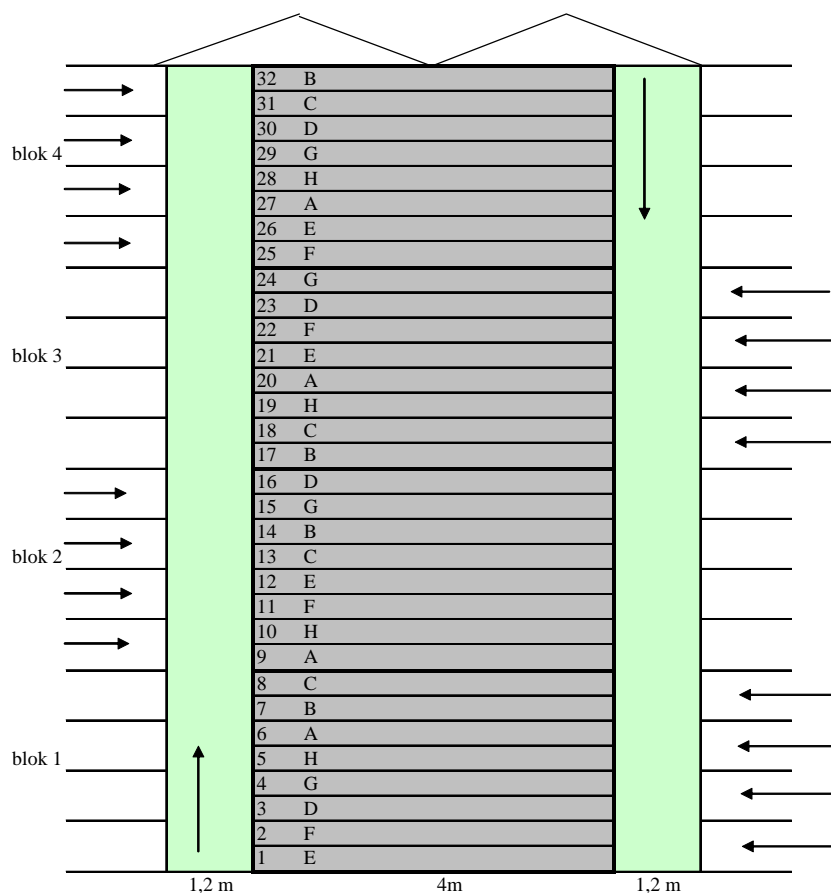 32 B
31 C
30 D
blok 4
29 G
28 H
27 A
26 E
25 F
24 G
23 D
22 F
blok 3
21 E
20 A
19 H
18 C
17 B
16 D
15 G
14 B
blok 2
13 C
12 E
11 F
10 H
9 A
8 C
7 B
6 A
blok 1
5 H
4 G
3 D
2 F
1 E
1,2 m 4m 1,2 m